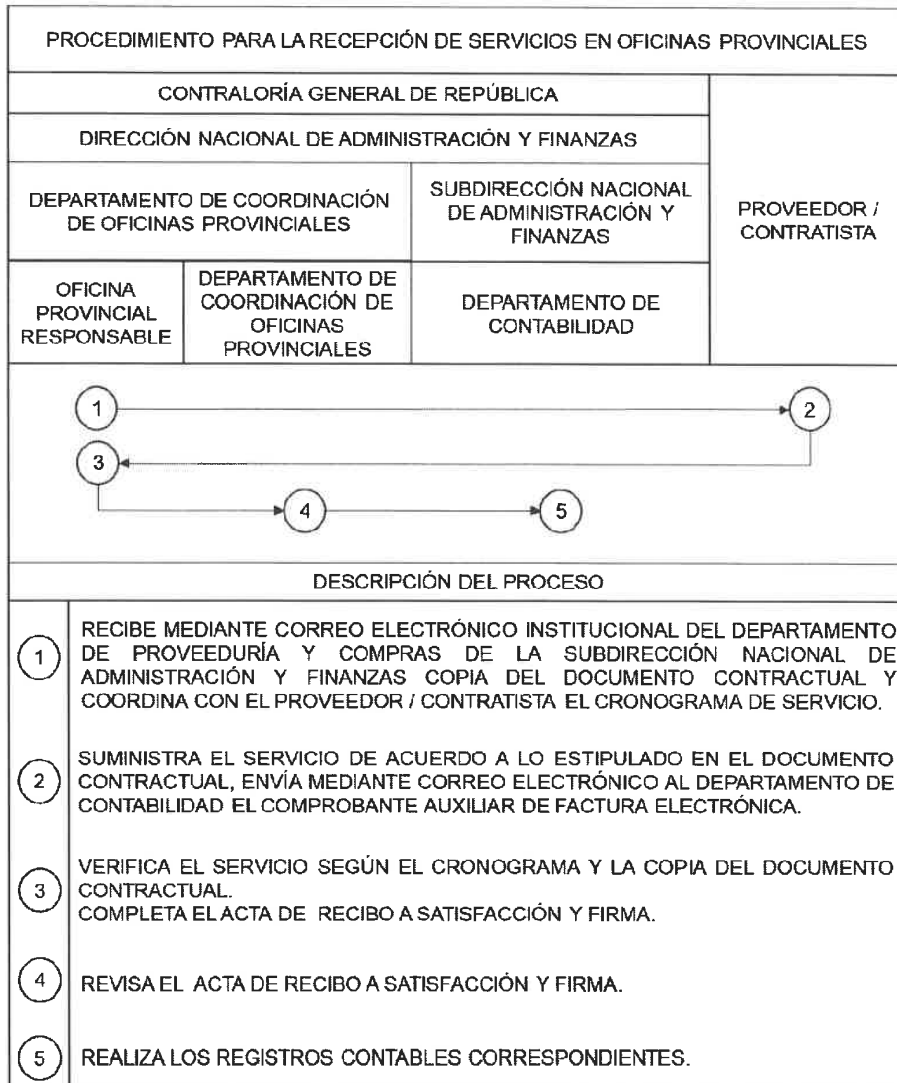 PROCEDIMIENTO PARA LA RECEPCIÓN DE SERVICIOS EN OFICINAS PROVINCIALES
CONTRALORÍA GENERAL DE REPÚBLICA
DIRECCIÓN NACIONAL DE ADMINISTRACIÓN Y FINANZAS
DEPARTAMENTO DE COORDINACIÓN
DE OFICINAS PROVINCIALES
SUBDIRECCIÓN NACIONAL
DE ADMINISTRACIÓN Y
FINANZAS
PROVEEDOR /
CONTRATISTA
OFICINA
PROVINCIAL
RESPONSABLE
DEPARTAMENTO DE
COORDINACIÓN DE
OFICINAS
PROVINCIALES
DEPARTAMENTO DE
CONTABILIDAD
1
2
3
4
5
DESCRIPCIÓN DEL PROCESO
1
RECIBE MEDIANTE CORREO ELECTRÓNICO INSTITUCIONAL DEL DEPARTAMENTO
DE PROVEEDURÍA Y COMPRAS DE LA SUBDIRECCIÓN NACIONAL DE
ADMINISTRACIÓN Y FINANZAS COPIA DEL DOCUMENTO CONTRACTUAL Y
COORDINA CON EL PROVEEDOR / CONTRATISTA EL CRONOGRAMA DE SERVICIO.
2
SUMINISTRA EL SERVICIO DE ACUERDO A LO ESTIPULADO EN EL DOCUMENTO
CONTRACTUAL, ENVÍA MEDIANTE CORREO ELECTRÓNICO AL DEPARTAMENTO DE
CONTABILIDAD EL COMPROBANTE AUXILIAR DE FACTURA ELECTRÓNICA.
3
VERIFICA EL SERVICIO SEGÚN EL CRONOGRAMA Y LA COPIA DEL DOCUMENTO
CONTRACTUAL.
COMPLETA EL ACTA DE RECIBO A SATISFACCIÓN Y FIRMA.
4
REVISA EL ACTA DE RECIBO A SATISFACCIÓN Y FIRMA.
5
REALIZA LOS REGISTROS CONTABLES CORRESPONDIENTES.